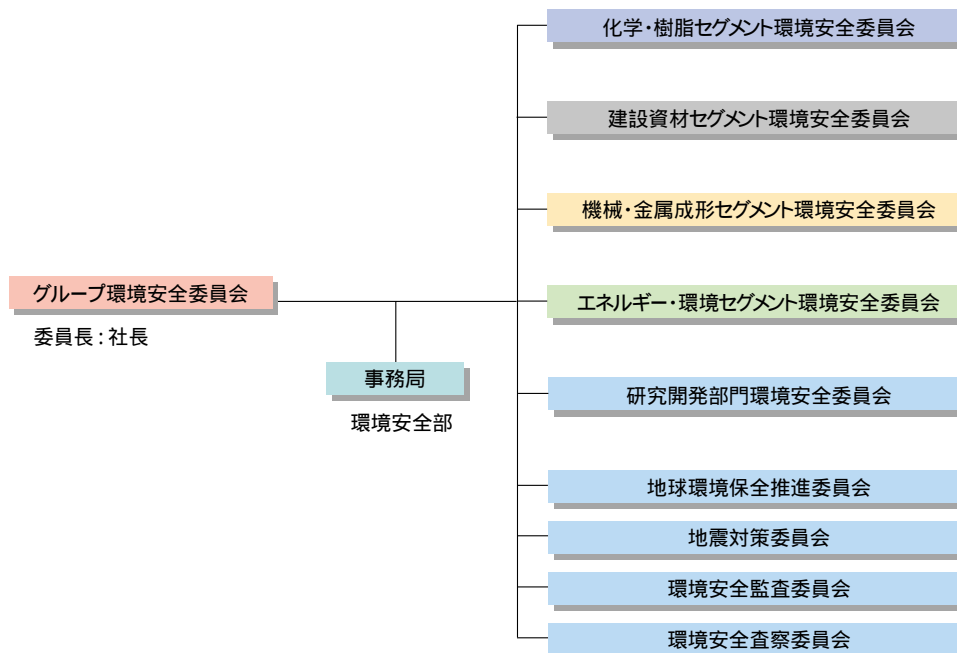 グループ環境安全委員会
委員長：社長
事務局
環境安全部
化学・樹脂セグメント環境安全委員会
建設資材セグメント環境安全委員会
機械・金属成形セグメント環境安全委員会
エネルギー・環境セグメント環境安全委員会
研究開発部門環境安全委員会
地球環境保全推進委員会
地震対策委員会
環境安全監査委員会
環境安全査察委員会